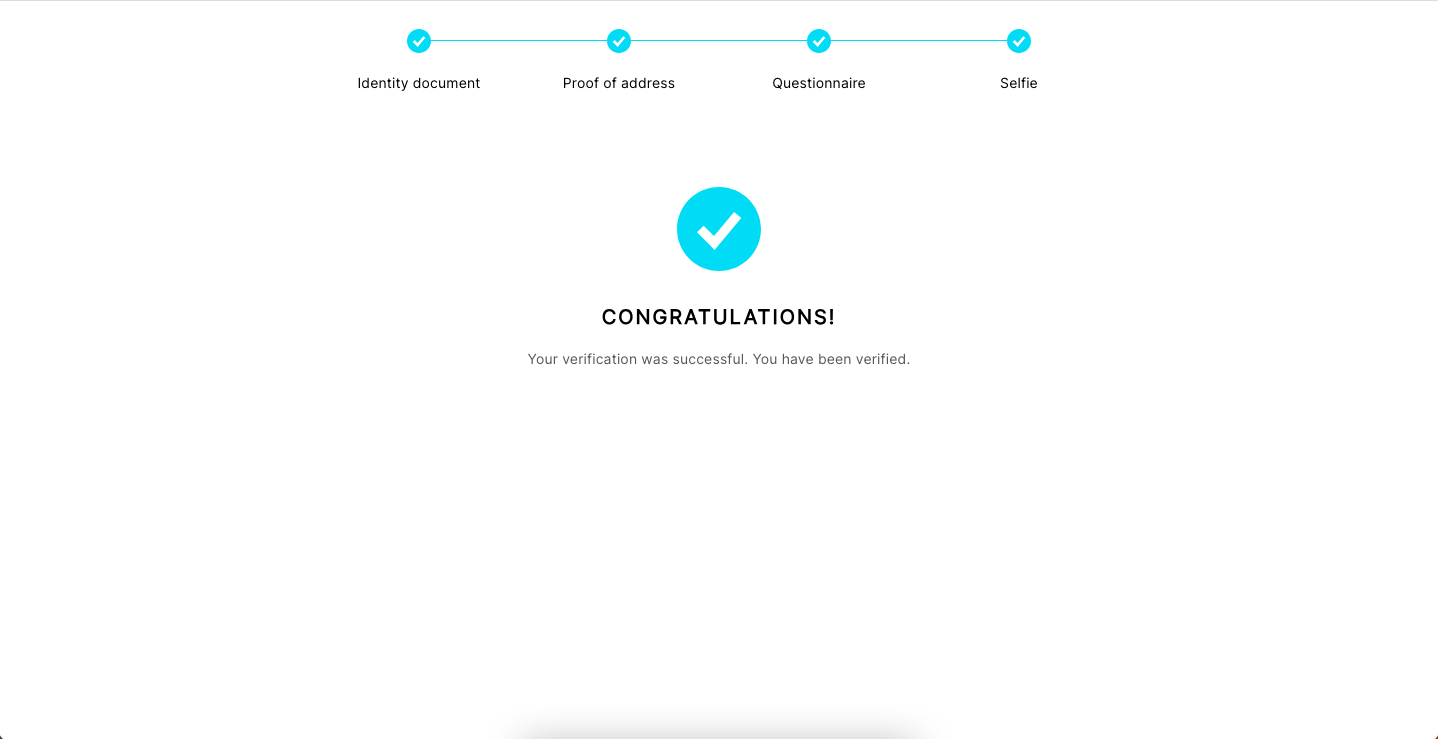 Identity document
Proof of address
Questionnaire
Selfie
CONGRATULATIONS!
Your verification was successful. You have been verified.